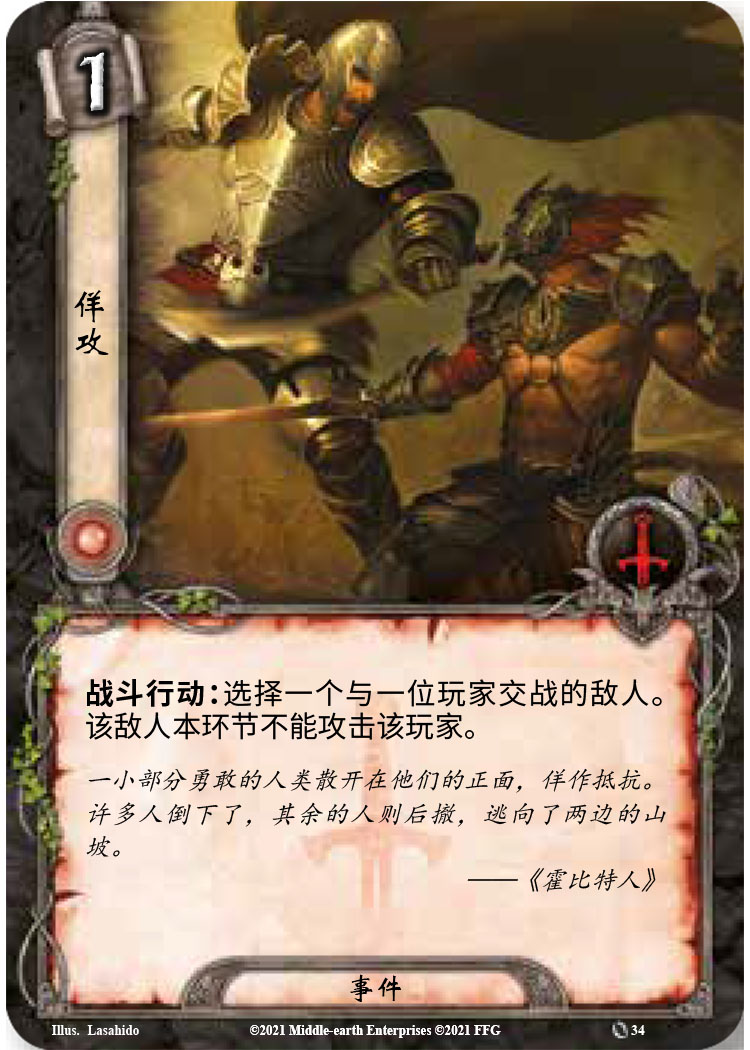 1
佯攻
战斗行动：选择一个与一位玩家交战的敌人。
该敌人本环节不能攻击该玩家。
一小部分勇敢的人类散开在他们的正面，佯作抵抗。
许多人倒下了，其余的人则后撤，逃向了两边的山
坡。
——《霍比特人》
事件
Illus. Lasahido
©2021 Middle-earth Enterprises ©2021 FFG
34